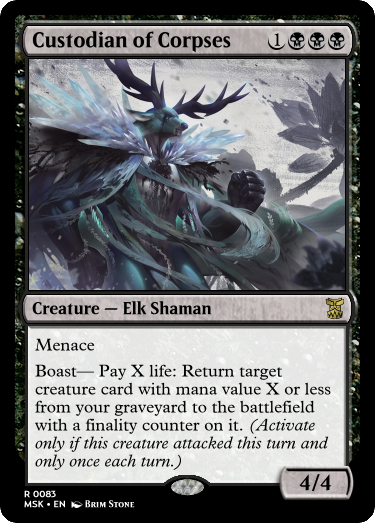 Custodian of Corpses 1
Creature — Elk Shaman
Menace
Boast— Pay X life: Return target
creature card with mana value X or less
from your graveyard to the battlefield
with a finality counter on it. (Activate
only if this creature attacked this turn and
only once each turn.)
4/4
R 0083
MSK • EN Brim Stone